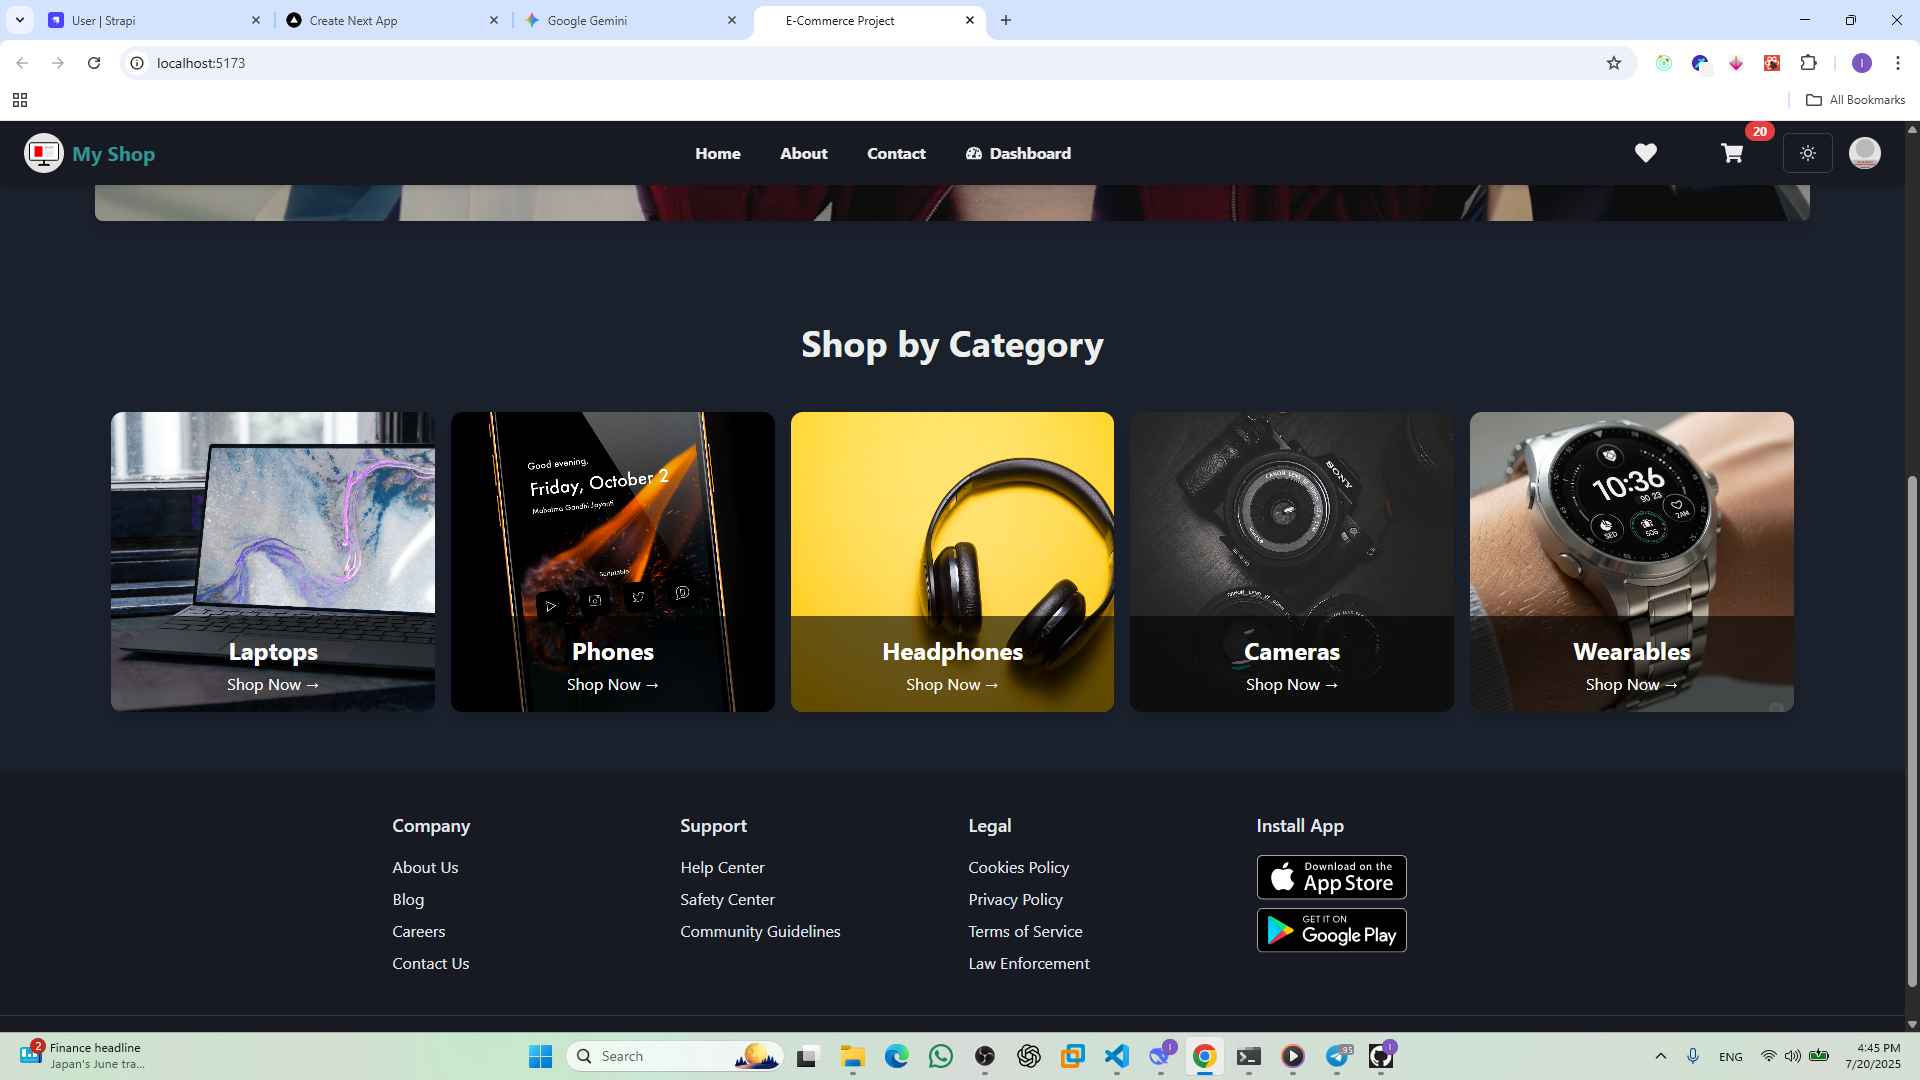 User | Strapi
Create Next App
Google Gemini
E-Commerce Project
localhost:5173
I
All Bookmarks
My Shop
Home
About
Contact
Dashboard
20
Shop by Category
Good evening.
Friday, October 2
Mahatma Gandhi Jayanti
Scriptable
SONY
10:36
Laptops
Shop Now →
Phones
Shop Now →
Headphones
Shop Now →
Cameras
Shop Now →
Wearables
Shop Now →
Company
About Us
Blog
Careers
Contact Us
Support
Help Center
Safety Center
Community Guidelines
Legal
Cookies Policy
Privacy Policy
Terms of Service
Law Enforcement
Install App
Download on the
App Store
GET IT ON
Google Play
2
Finance headline
Japan's June tra...
Search
I
95
I
ENG
4:45 PM
7/20/2025